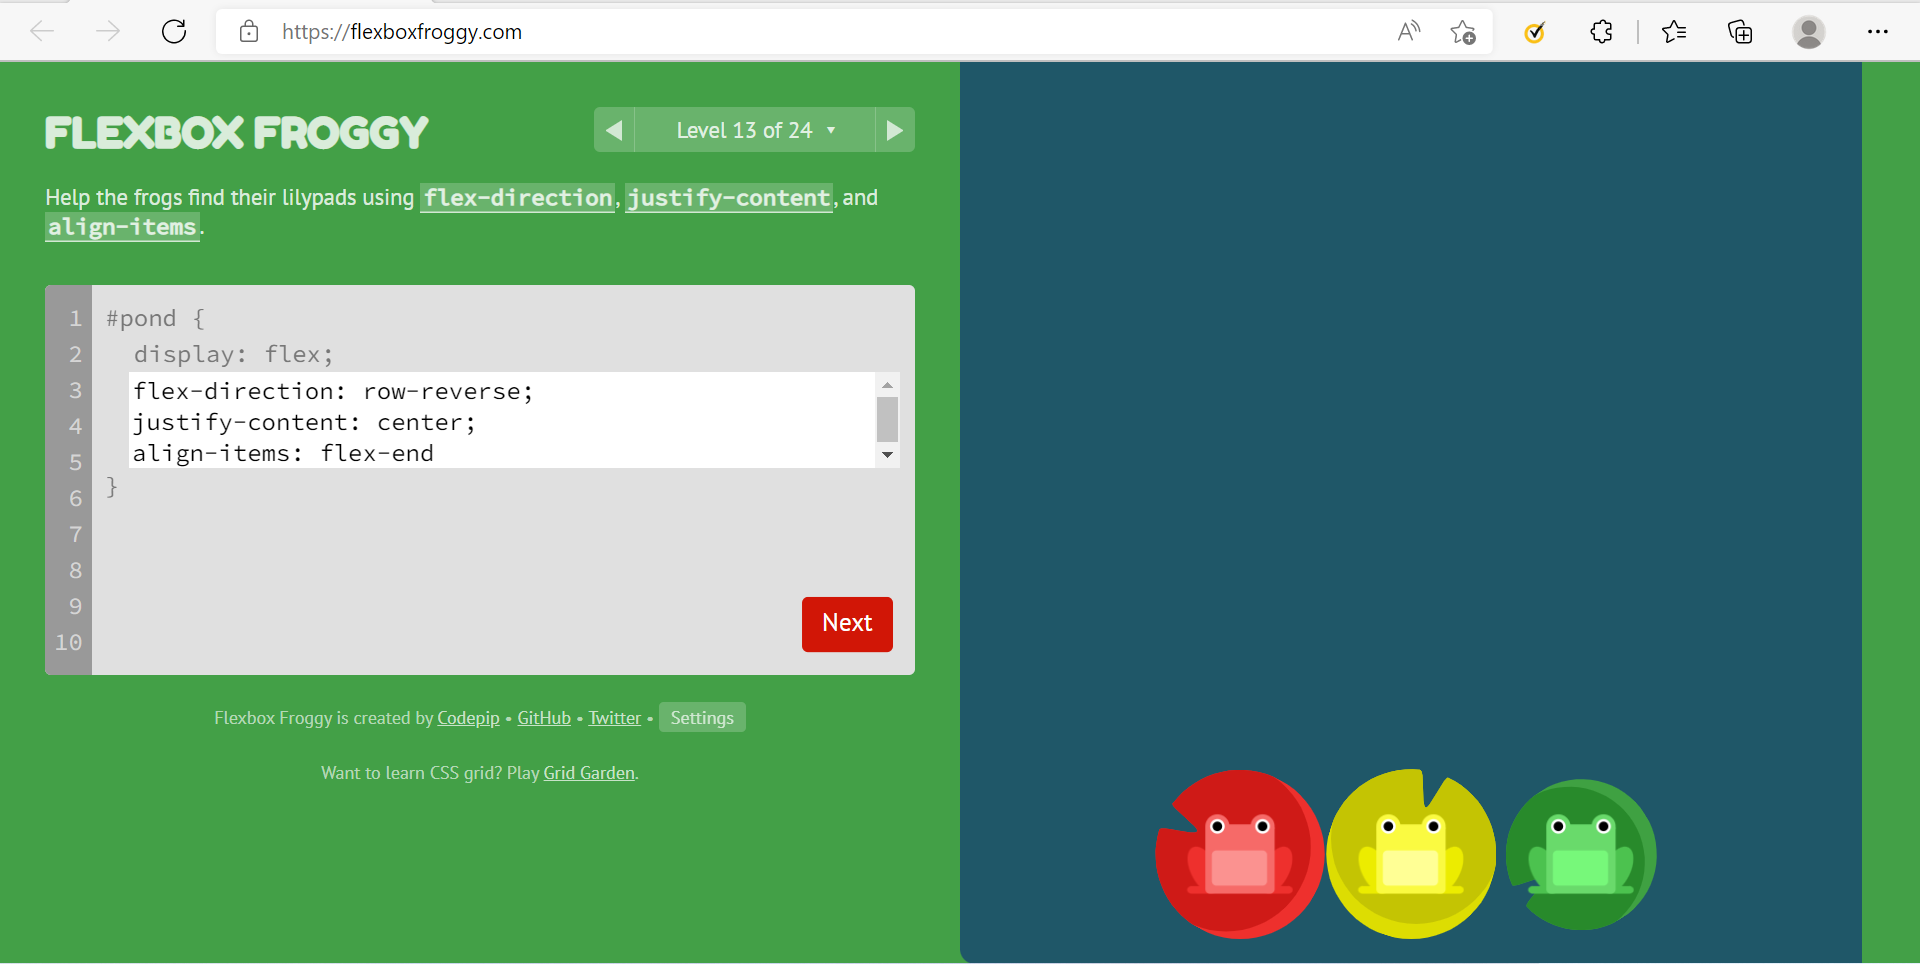 https://flexboxfroggy.com
FLEXBOX FROGGY
Level 13 of 24 ▼
Help the frogs find their lilypads using flex-direction, justify-content, and
align-items.
1 #pond {
2 display: flex;
3 flex-direction: row-reverse;
4 justify-content: center;
5 align-items: flex-end
6 }
7
8
9
10
Next
Flexbox Froggy is created by Codepip • GitHub • Twitter • Settings
Want to learn CSS grid? Play Grid Garden.